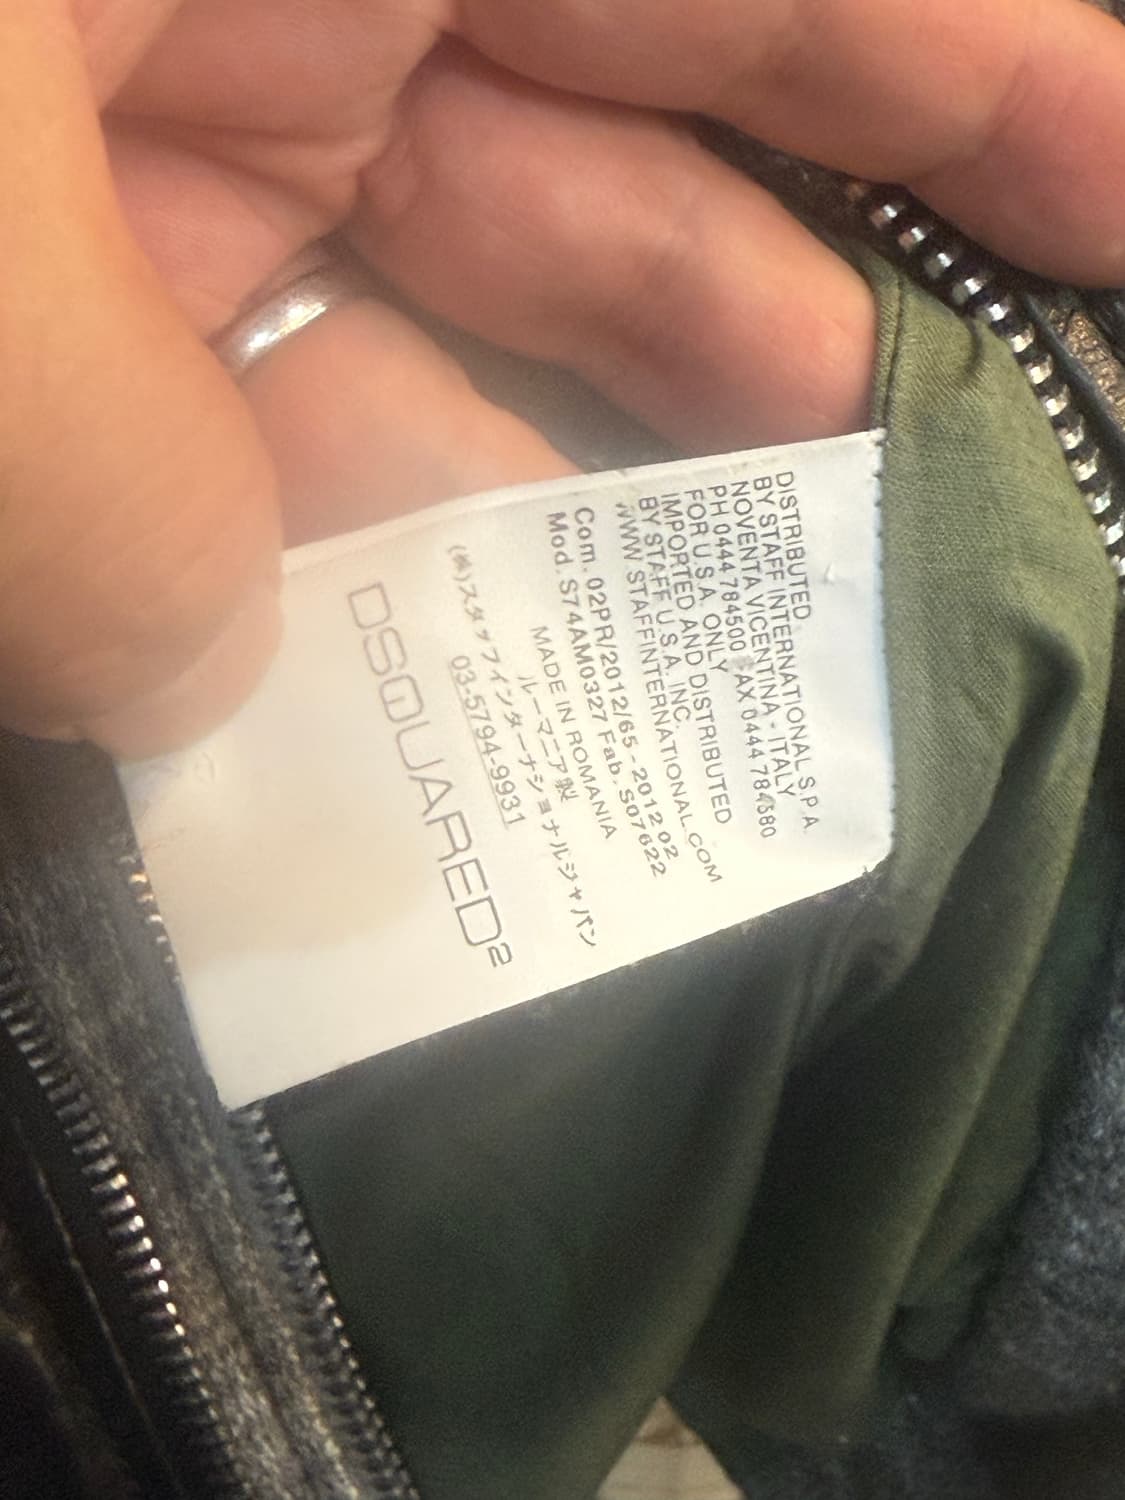 DISTRIBUTED
BY STAFF INTERNATIONAL S.P.A.
NOVENTA VICENTINA - ITALY
PH 0444 784500 FAX 0444 784580
FOR U.S.A. ONLY
IMPORTED AND DISTRIBUTED
BY STAFF U.S.A. INC.
WWW.STAFFINTERNATIONAL.COM
Com. 02PR/2012/65 - 2012 02
Mod. S74AM0327 Fab. S07622
MADE IN ROMANIA
ルーマニア製
(株)スタッフインターナショナルジャパン
03-5794-9931
DSQUARED2